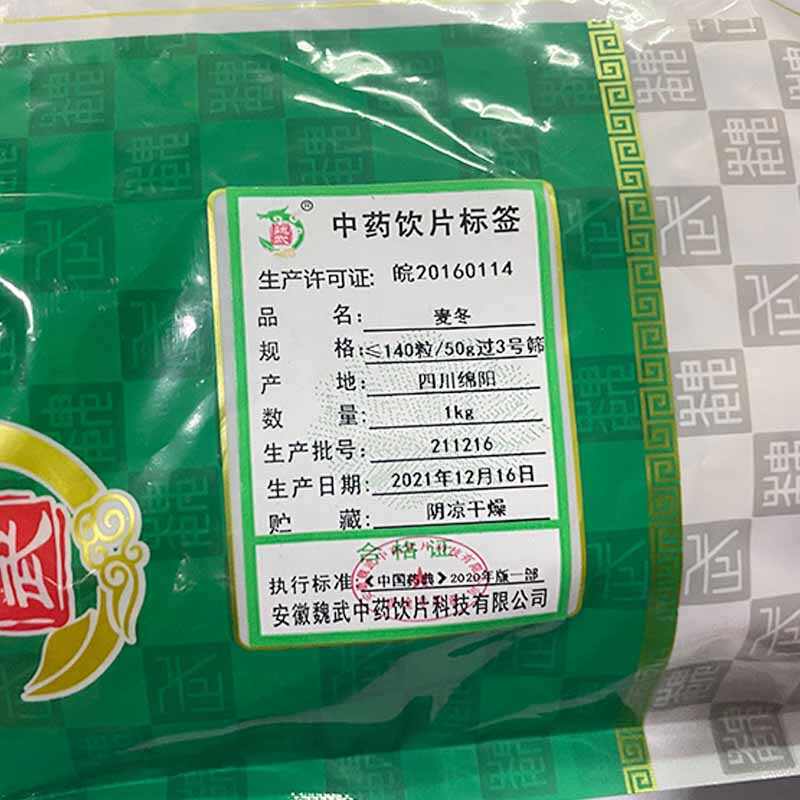 ®
中药饮片标签
生产许可证: 皖20160114
品 名: 麦冬
规 格: ≤140粒/50g过3号筛
产 地: 四川绵阳
数 量: 1kg
生产批号: 211216
生产日期: 2021年12月16日
贮 藏: 阴凉干燥
合格证
执行标准:《中国药典》2020年版一部
安徽魏武中药饮片科技有限公司
武